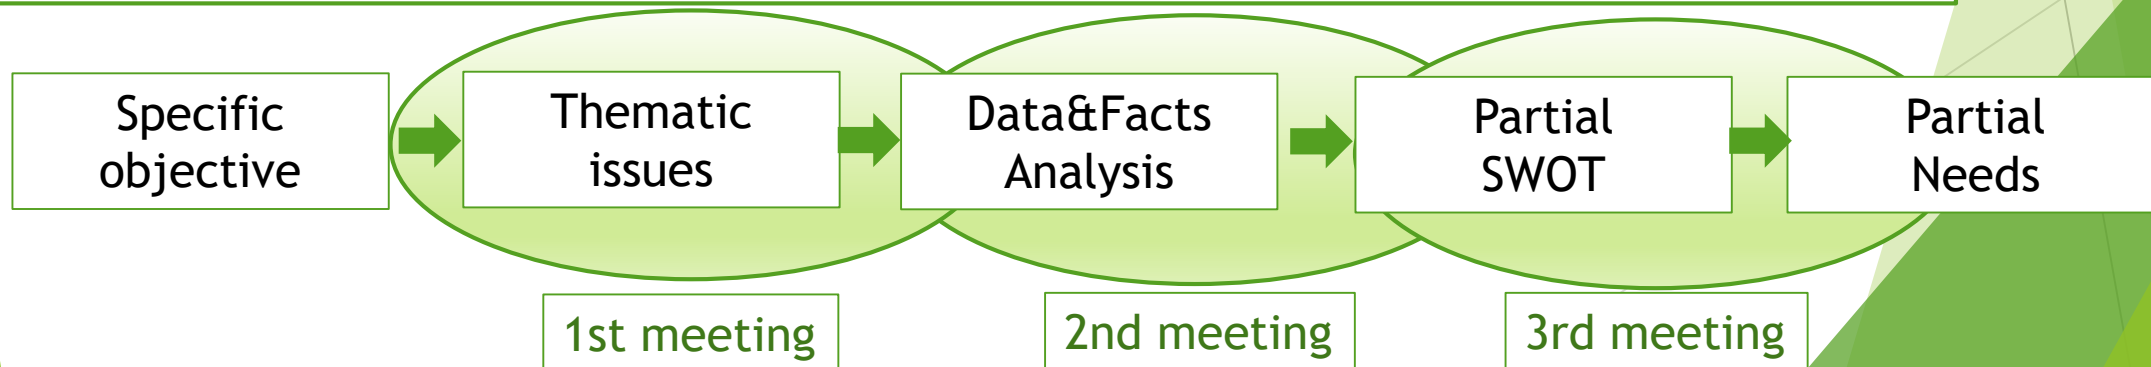 Specific
objective
Thematic
issues
Data&Facts
Analysis
Partial
SWOT
Partial
Needs
1st meeting
2nd meeting
3rd meeting